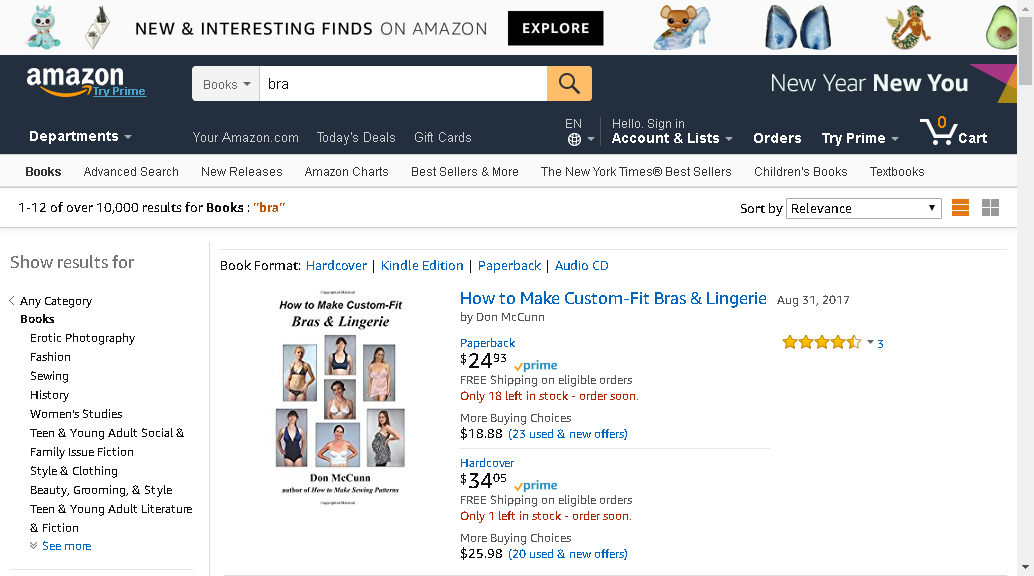 NEW & INTERESTING FINDS ON AMAZON EXPLORE
amazon
Try Prime
Books
bra
New Year New You
Departments
Your Amazon.com Today's Deals Gift Cards
EN
Hello. Sign in
Account & Lists
Orders
Try Prime
0
Cart
Books Advanced Search New Releases Amazon Charts Best Sellers & More The New York Times® Best Sellers Children's Books Textbooks
1-12 of over 10,000 results for Books : "bra"
Sort by Relevance
Show results for
Any Category
Books
Erotic Photography
Fashion
Sewing
History
Women's Studies
Teen & Young Adult Social &
Family Issue Fiction
Style & Clothing
Beauty, Grooming, & Style
Teen & Young Adult Literature
& Fiction
See more
Book Format: Hardcover | Kindle Edition | Paperback | Audio CD
Copyrighted Material
How to Make Custom-Fit
Bras & Lingerie
Don McCunn
author of How to Make Sewing Patterns
Copyrighted Material
How to Make Custom-Fit Bras & Lingerie Aug 31, 2017
by Don McCunn
Paperback
$24 93 prime
FREE Shipping on eligible orders
Only 18 left in stock - order soon.
More Buying Choices
$18.88 (23 used & new offers)
Hardcover
$34 05 prime
FREE Shipping on eligible orders
Only 1 left in stock - order soon.
More Buying Choices
$25.98 (20 used & new offers)
3